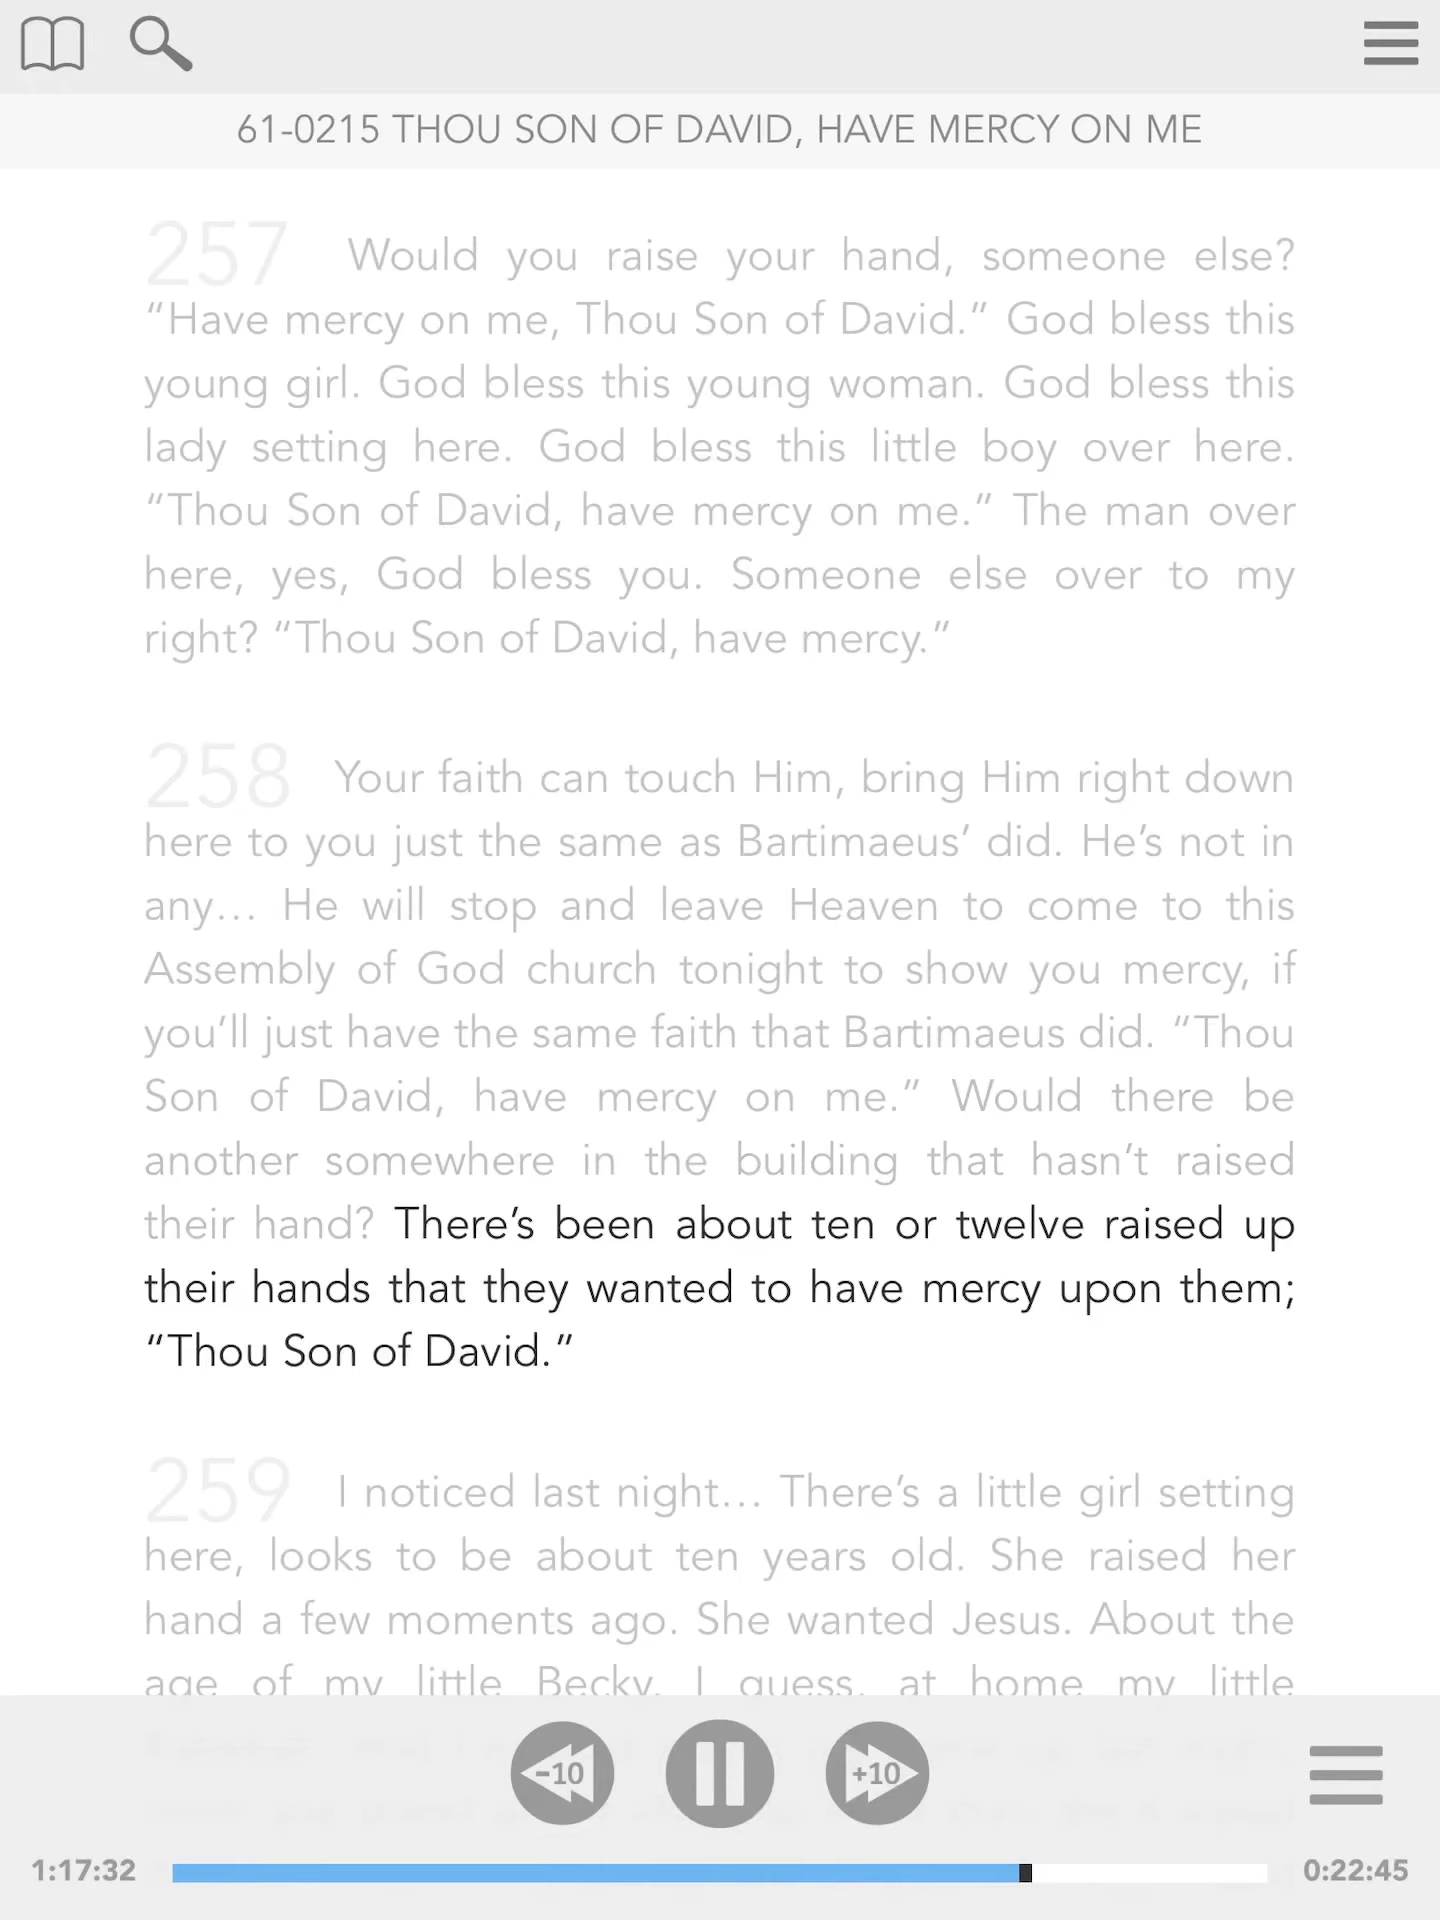 61-0215 THOU SON OF DAVID, HAVE MERCY ON ME
257 Would you raise your hand, someone else?
“Have mercy on me, Thou Son of David.” God bless this
young girl. God bless this young woman. God bless this
lady setting here. God bless this little boy over here.
“Thou Son of David, have mercy on me.” The man over
here, yes, God bless you. Someone else over to my
right? “Thou Son of David, have mercy.”
258 Your faith can touch Him, bring Him right down
here to you just the same as Bartimaeus’ did. He’s not in
any… He will stop and leave Heaven to come to this
Assembly of God church tonight to show you mercy, if
you’ll just have the same faith that Bartimaeus did. “Thou
Son of David, have mercy on me.” Would there be
another somewhere in the building that hasn’t raised
their hand? There’s been about ten or twelve raised up
their hands that they wanted to have mercy upon them;
“Thou Son of David.”
259 I noticed last night… There’s a little girl setting
here, looks to be about ten years old. She raised her
hand a few moments ago. She wanted Jesus. About the
age of my little Becky, I guess, at home my little
-10 +10
1:17:32 0:22:45